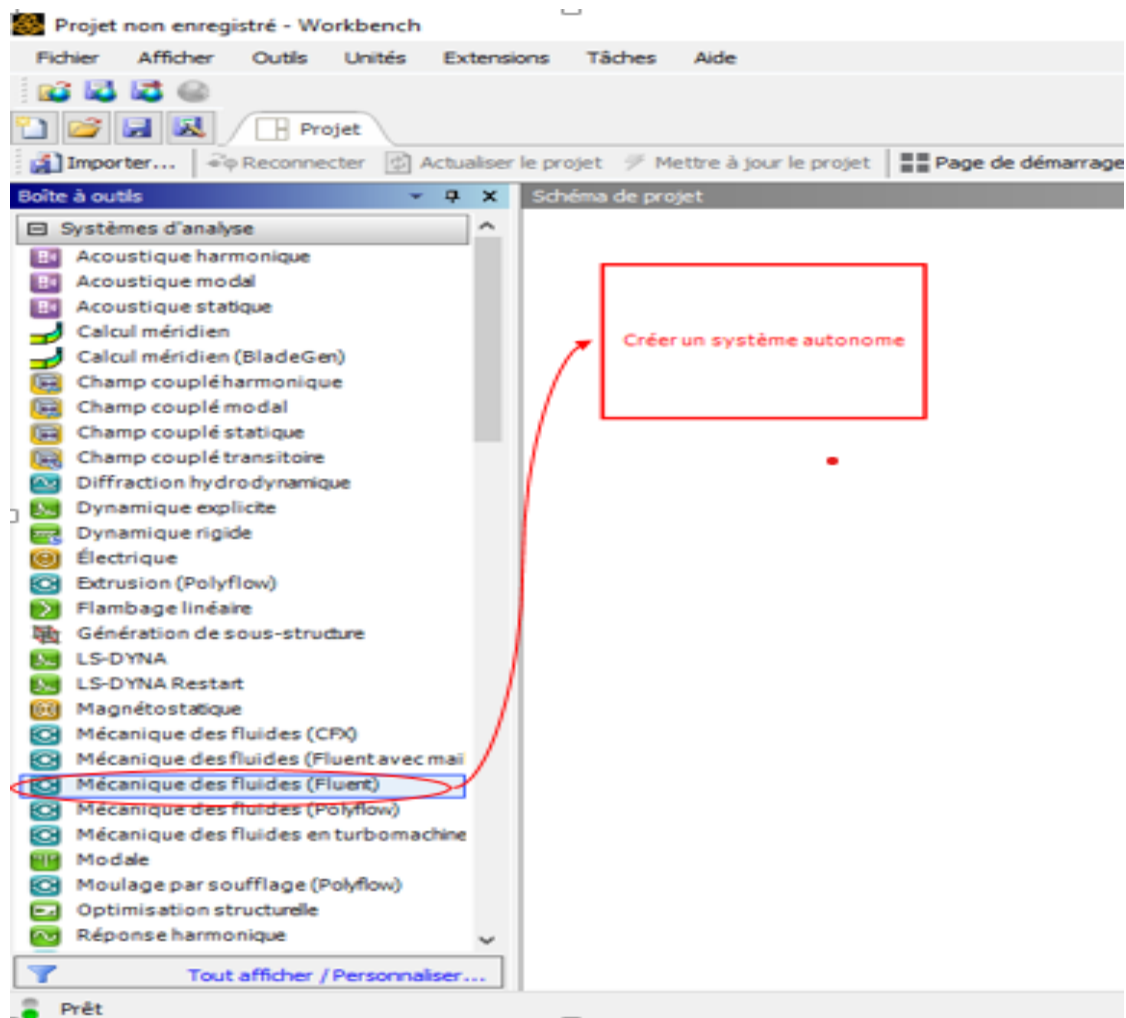 Projet non enregistré - Workbench
Fichier Afficher Outils Unités Extensions Tâches Aide
Projet
Importer... Reconnecter Actualiser le projet Mettre à jour le projet Page de démarrage
Boîte à outils
Schéma de projet
Systèmes d'analyse
Acoustique harmonique
Acoustique modal
Acoustique statique
Calcul méridien
Calcul méridien (BladeGen)
Champ couplé harmonique
Champ couplé modal
Champ couplé statique
Champ couplé transitoire
Diffraction hydrodynamique
Dynamique explicite
Dynamique rigide
Électrique
Extrusion (Polyflow)
Flambage linéaire
Génération de sous-structure
LS-DYNA
LS-DYNA Restart
Magnétostatique
Mécanique des fluides (CFX)
Mécanique des fluides (Fluent avec mai
Mécanique des fluides (Fluent)
Mécanique des fluides (Polyflow)
Mécanique des fluides en turbomachine
Modale
Moulage par soufflage (Polyflow)
Optimisation structurelle
Réponse harmonique
Tout afficher / Personnaliser...
Créer un système autonome
Prêt